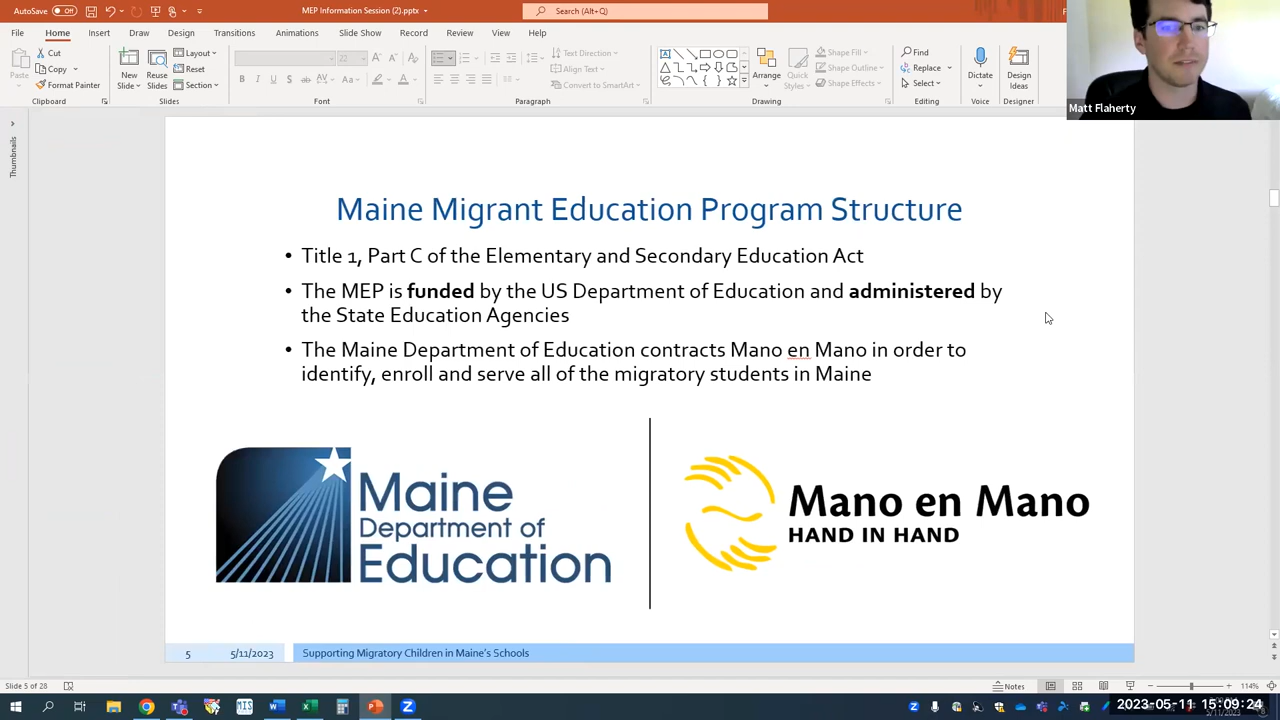 AutoSave
Off
MEP Information Session (2).pptx
Search (Alt+Q)
File
Home
Insert
Draw
Design
Transitions
Animations
Slide Show
Record
Review
View
Help
Paste
Cut
Copy
Format Painter
Clipboard
New Slide
Reuse Slides
Layout
Reset
Section
Slides
Font
Text Direction
Align Text
Convert to SmartArt
Paragraph
Arrange
Quick Styles
Shape Fill
Shape Outline
Shape Effects
Drawing
Find
Replace
Select
Editing
Dictate
Voice
Design Ideas
Designer
Matt Flaherty
Thumbnails
Maine Migrant Education Program Structure
• Title 1, Part C of the Elementary and Secondary Education Act
• The MEP is funded by the US Department of Education and administered by
the State Education Agencies
• The Maine Department of Education contracts Mano en Mano in order to
identify, enroll and serve all of the migratory students in Maine
Maine
Department of
Education
Mano en Mano
HAND IN HAND
5 5/11/2023 Supporting Migratory Children in Maine's Schools
Slide 5 of 28
Notes
114%
MIS
2023-05-11 15:09:24